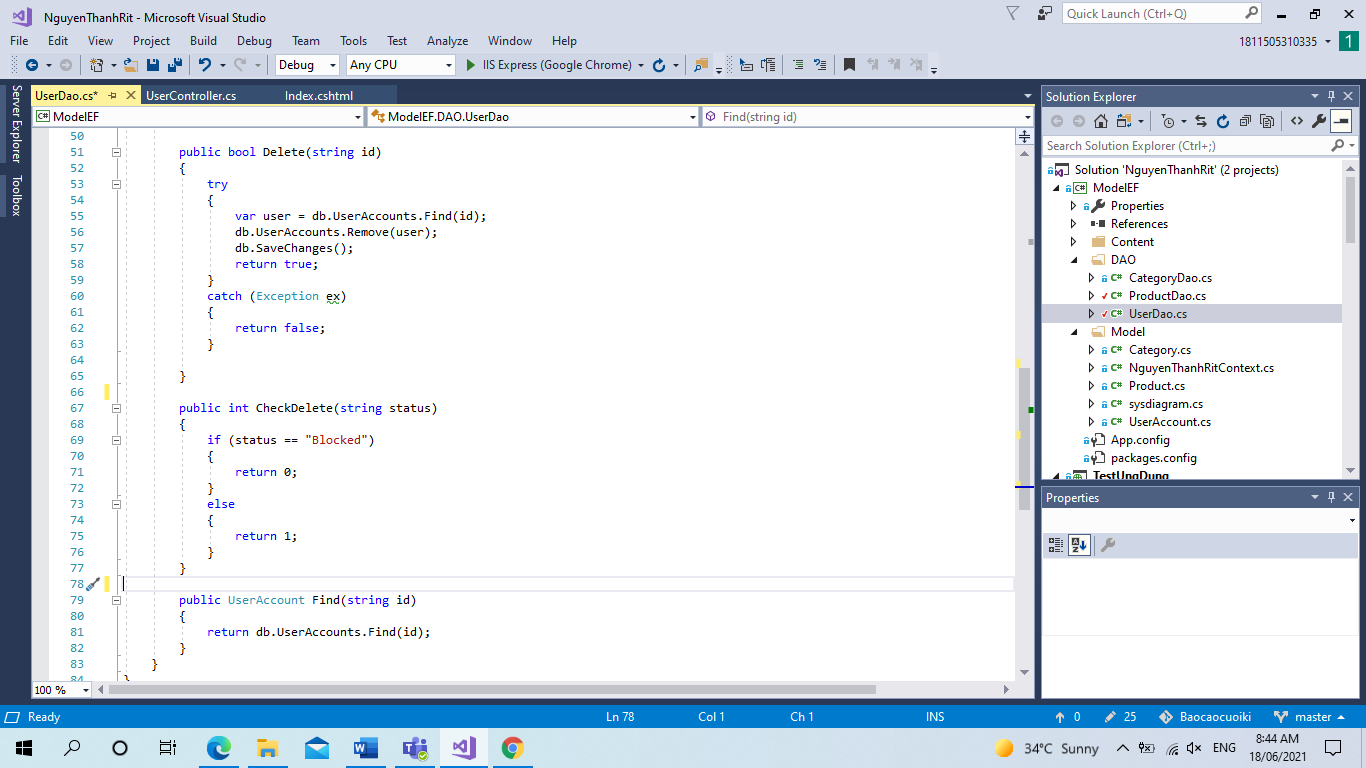 NguyenThanhRit - Microsoft Visual Studio
Quick Launch (Ctrl+Q)
File Edit View Project Build Debug Team Tools Test Analyze Window Help
1811505310335
1
Debug Any CPU IIS Express (Google Chrome)
Server Explorer
Toolbox
UserDao.cs* UserController.cs Index.cshtml
ModelEF ModelEF.DAO.UserDao Find(string id)
50
51 public bool Delete(string id)
52 {
53 try
54 {
55 var user = db.UserAccounts.Find(id);
56 db.UserAccounts.Remove(user);
57 db.SaveChanges();
58 return true;
59 }
60 catch (Exception ex)
61 {
62 return false;
63 }
64
65 }
66
67 public int CheckDelete(string status)
68 {
69 if (status == "Blocked")
70 {
71 return 0;
72 }
73 else
74 {
75 return 1;
76 }
77 }
78
79 public UserAccount Find(string id)
80 {
81 return db.UserAccounts.Find(id);
82 }
83 }
84 }
100 %
Solution Explorer
Search Solution Explorer (Ctrl+;)
Solution 'NguyenThanhRit' (2 projects)
C# ModelEF
Properties
References
Content
DAO
C# CategoryDao.cs
C# ProductDao.cs
C# UserDao.cs
Model
C# Category.cs
C# NguyenThanhRitContext.cs
C# Product.cs
C# sysdiagram.cs
C# UserAccount.cs
App.config
packages.config
TestUngDung
Properties
Ready Ln 78 Col 1 Ch 1 INS 0 25 Baocaocuoiki master
34°C Sunny ENG
8:44 AM
18/06/2021